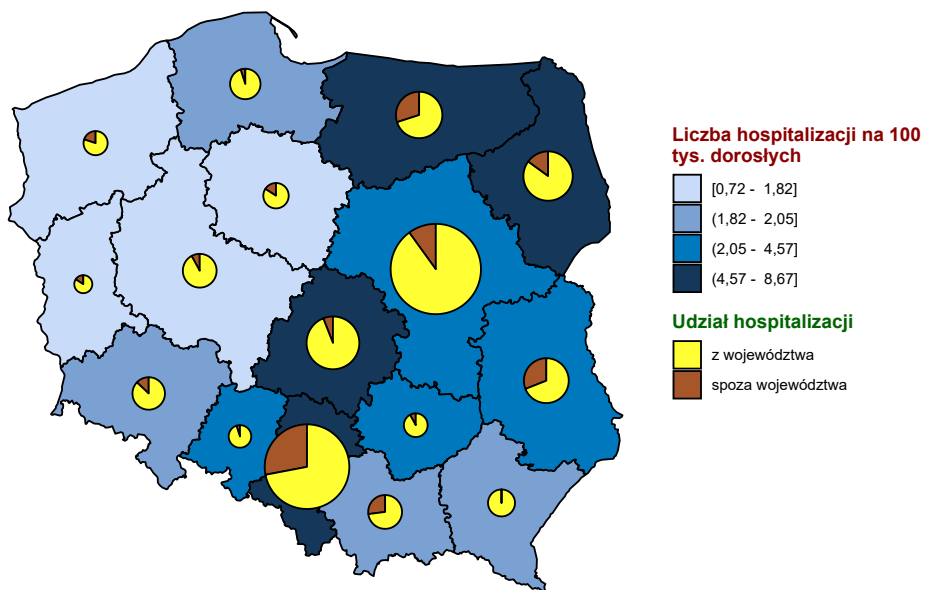 Liczba hospitalizacji na 100
tys. dorosłych
[0,72 - 1,82]
(1,82 - 2,05]
(2,05 - 4,57]
(4,57 - 8,67]
Udział hospitalizacji
z województwa
spoza województwa